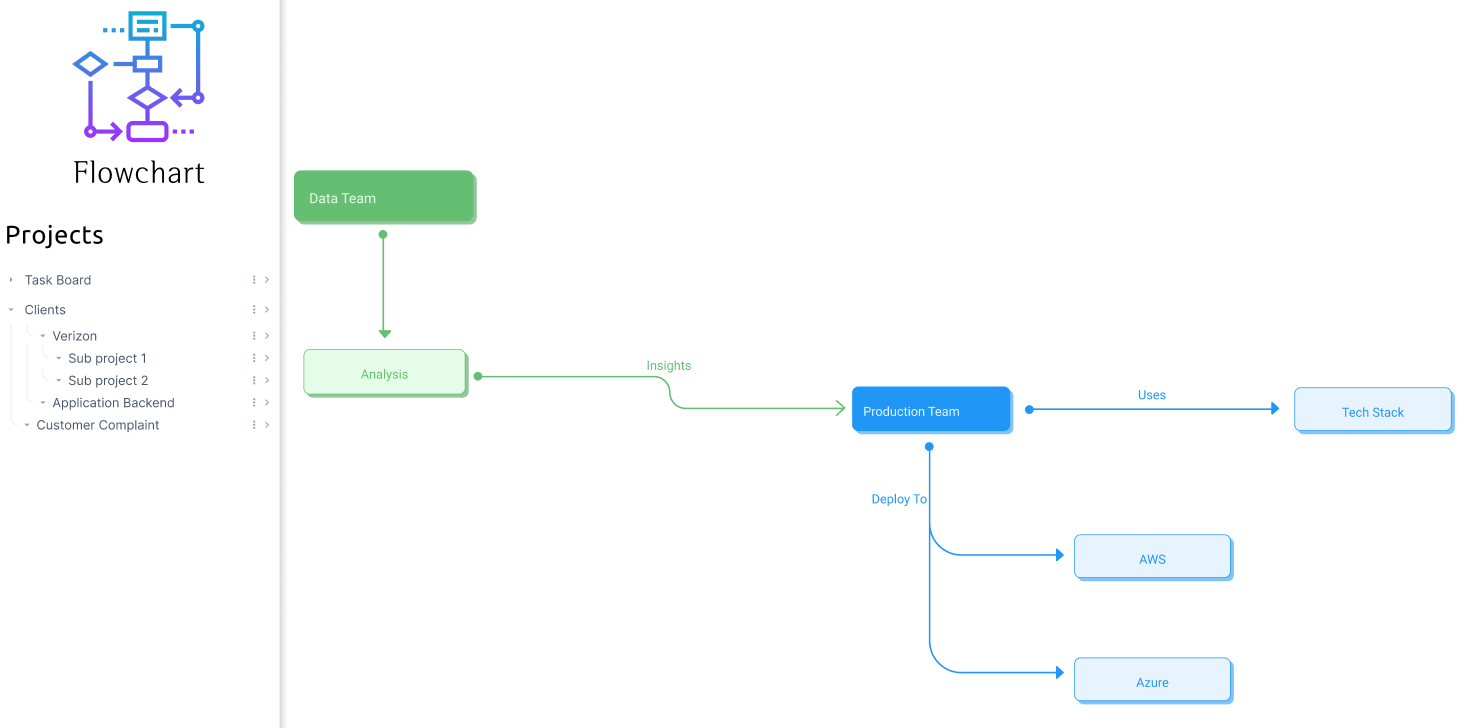 Flowchart
Projects
Task Board
Clients
Verizon
Sub project 1
Sub project 2
Application Backend
Customer Complaint
Data Team
Analysis
Insights
Production Team
Uses
Tech Stack
Deploy To
AWS
Azure